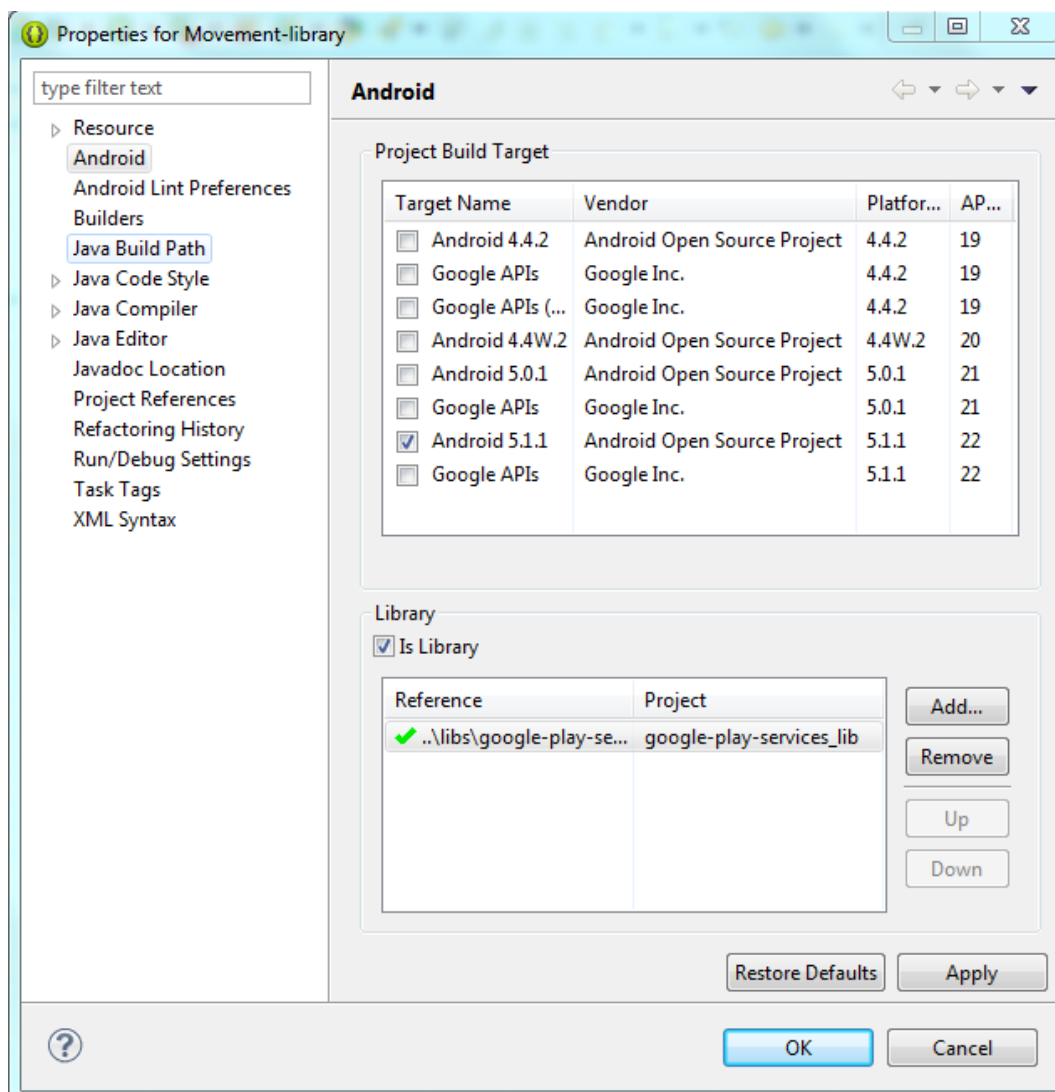 Properties for Movement-library
type filter text
Resource
Android
Android Lint Preferences
Builders
Java Build Path
Java Code Style
Java Compiler
Java Editor
Javadoc Location
Project References
Refactoring History
Run/Debug Settings
Task Tags
XML Syntax
Android
Project Build Target
Target Name Vendor Platfor... AP...
Android 4.4.2 Android Open Source Project 4.4.2 19
Google APIs Google Inc. 4.4.2 19
Google APIs (... Google Inc. 4.4.2 19
Android 4.4W.2 Android Open Source Project 4.4W.2 20
Android 5.0.1 Android Open Source Project 5.0.1 21
Google APIs Google Inc. 5.0.1 21
Android 5.1.1 Android Open Source Project 5.1.1 22
Google APIs Google Inc. 5.1.1 22
Library
Is Library
Reference Project
..\libs\google-play-se... google-play-services_lib
Add...
Remove
Up
Down
Restore Defaults Apply
? OK Cancel